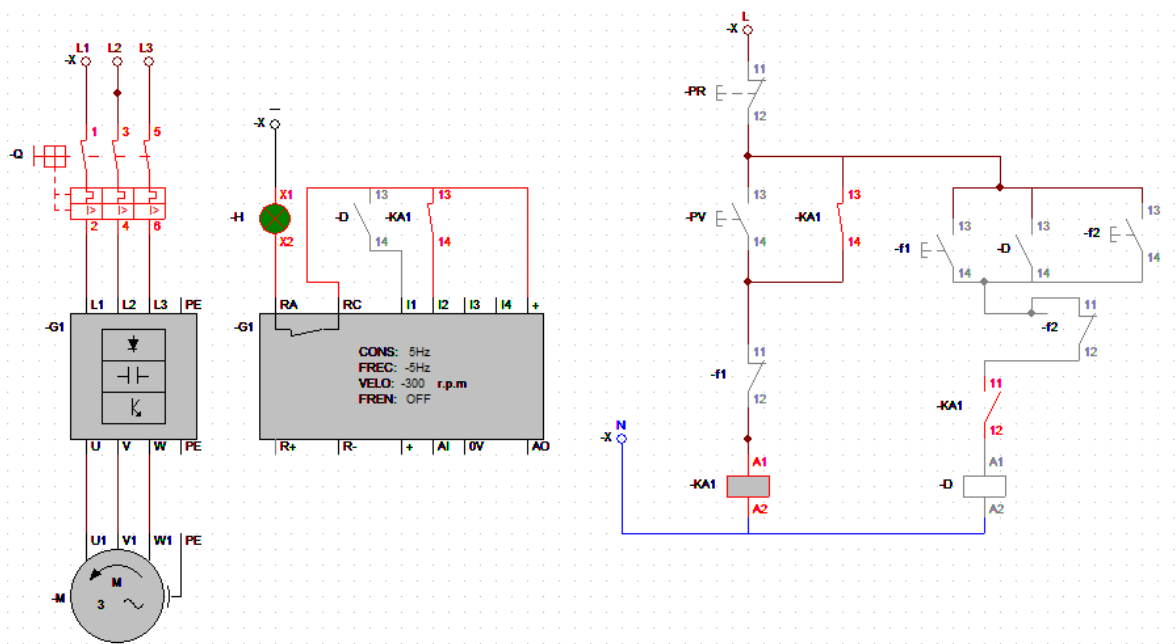 L1 L2 L3
-X
1 3 5
-Q
I> I> I>
2 4 6
L1 L2 L3 PE
-G1
U V W PE
U1 V1 W1 PE
M
3
-M
-X
X1
-H
X2
13
-D
14
13
-KA1
14
RA RC I1 I2 I3 I4 +
-G1
CONS: 5Hz
FREC: -5Hz
VELO: -300 r.p.m
FREN: OFF
R+ R- + AI 0V AO
L
-X
11
-PR
12
13
-PV
14
13
-KA1
14
13
-f1
14
13
-D
14
13
-f2
14
11
-f2
12
11
-f1
12
11
-KA1
12
N
-X
A1
-KA1
A2
A1
-D
A2